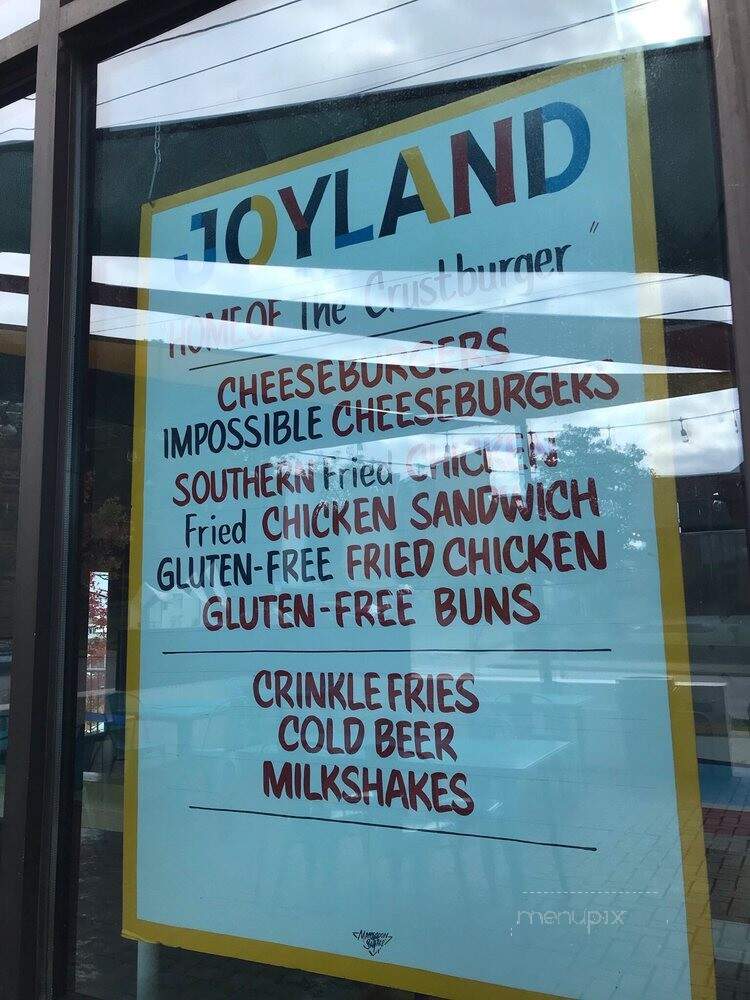 JOYLAND
"HOME OF The Crustburger"
CHEESEBURGERS
IMPOSSIBLE CHEESEBURGERS
SOUTHERN Fried CHICKEN
Fried CHICKEN SANDWICH
GLUTEN-FREE FRIED CHICKEN
GLUTEN-FREE BUNS
CRINKLE FRIES
COLD BEER
MILKSHAKES
menupix